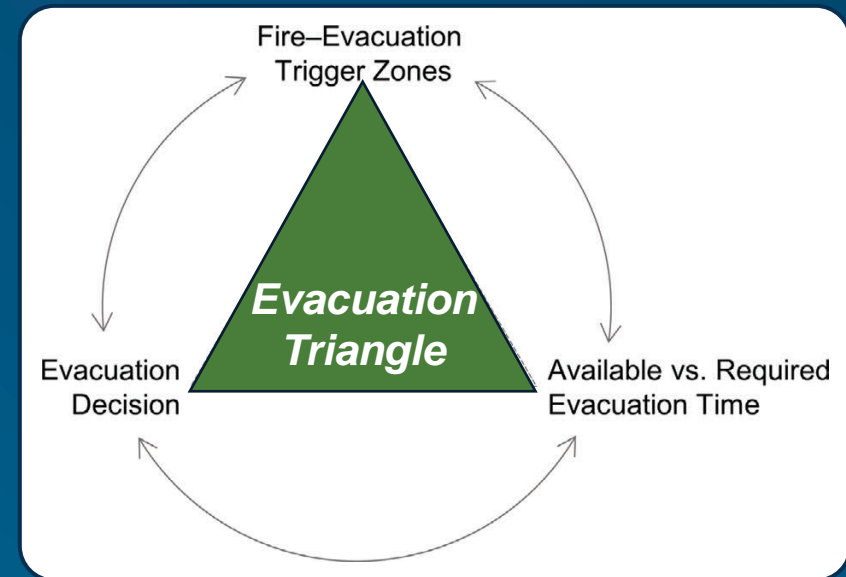 Fire–Evacuation
Trigger Zones
Evacuation
Triangle
Evacuation
Decision
Available vs. Required
Evacuation Time